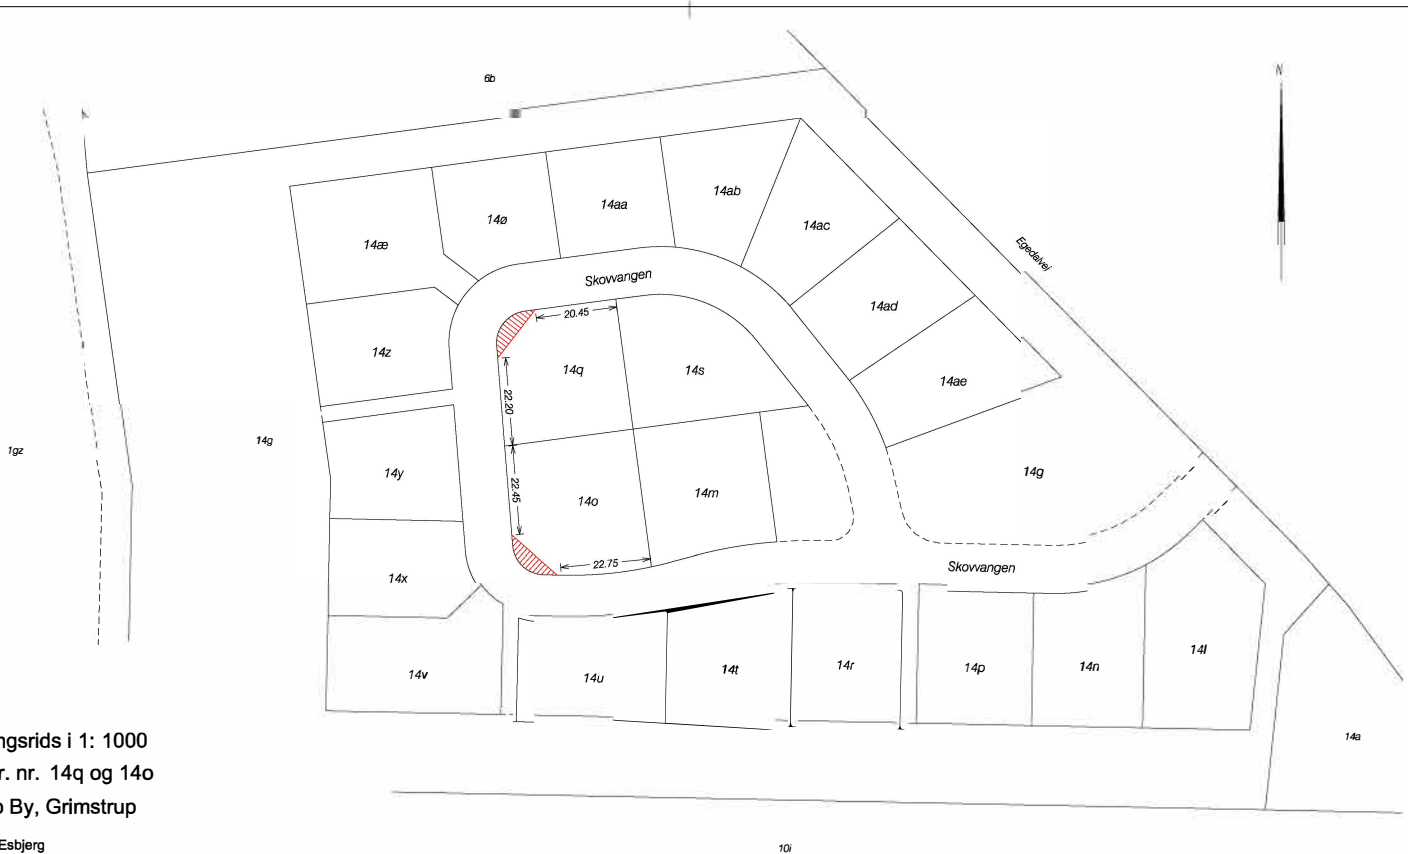 6b
N
14ab
14aa
14ø
14ac
14æ
Egedalvej
Skovvangen
14ad
20.45
14z
14q
14s
14ae
22.20
14g
1gz
14y
14g
22.45
14o
14m
22.75
Skovvangen
14x
14v
14u
14t
14r
14p
14n
14l
14a
ngsrids i 1: 1000
r. nr. 14q og 14o
By, Grimstrup
Esbjerg
10i